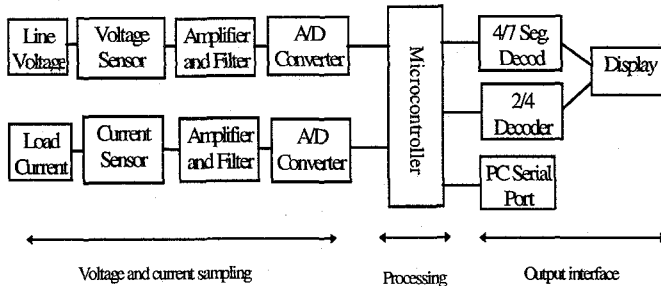 Line
Voltage
Voltage
Sensor
Amplifier
and Filter
A/D
Converter
Load
Current
Current
Sensor
Amplifier
and Filter
A/D
Converter
Microcontroller
4/7 Seg.
Decod
2/4
Decoder
PC Serial
Port
Display
Voltage and current sampling
Processing
Output interface